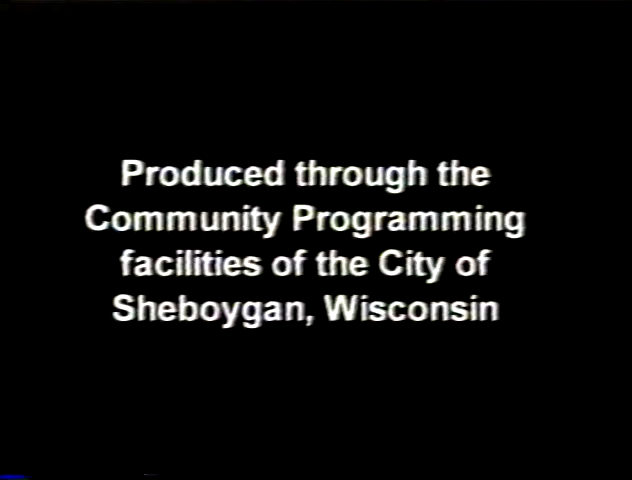 Produced through the
Community Programming
facilities of the City of
Sheboygan, Wisconsin